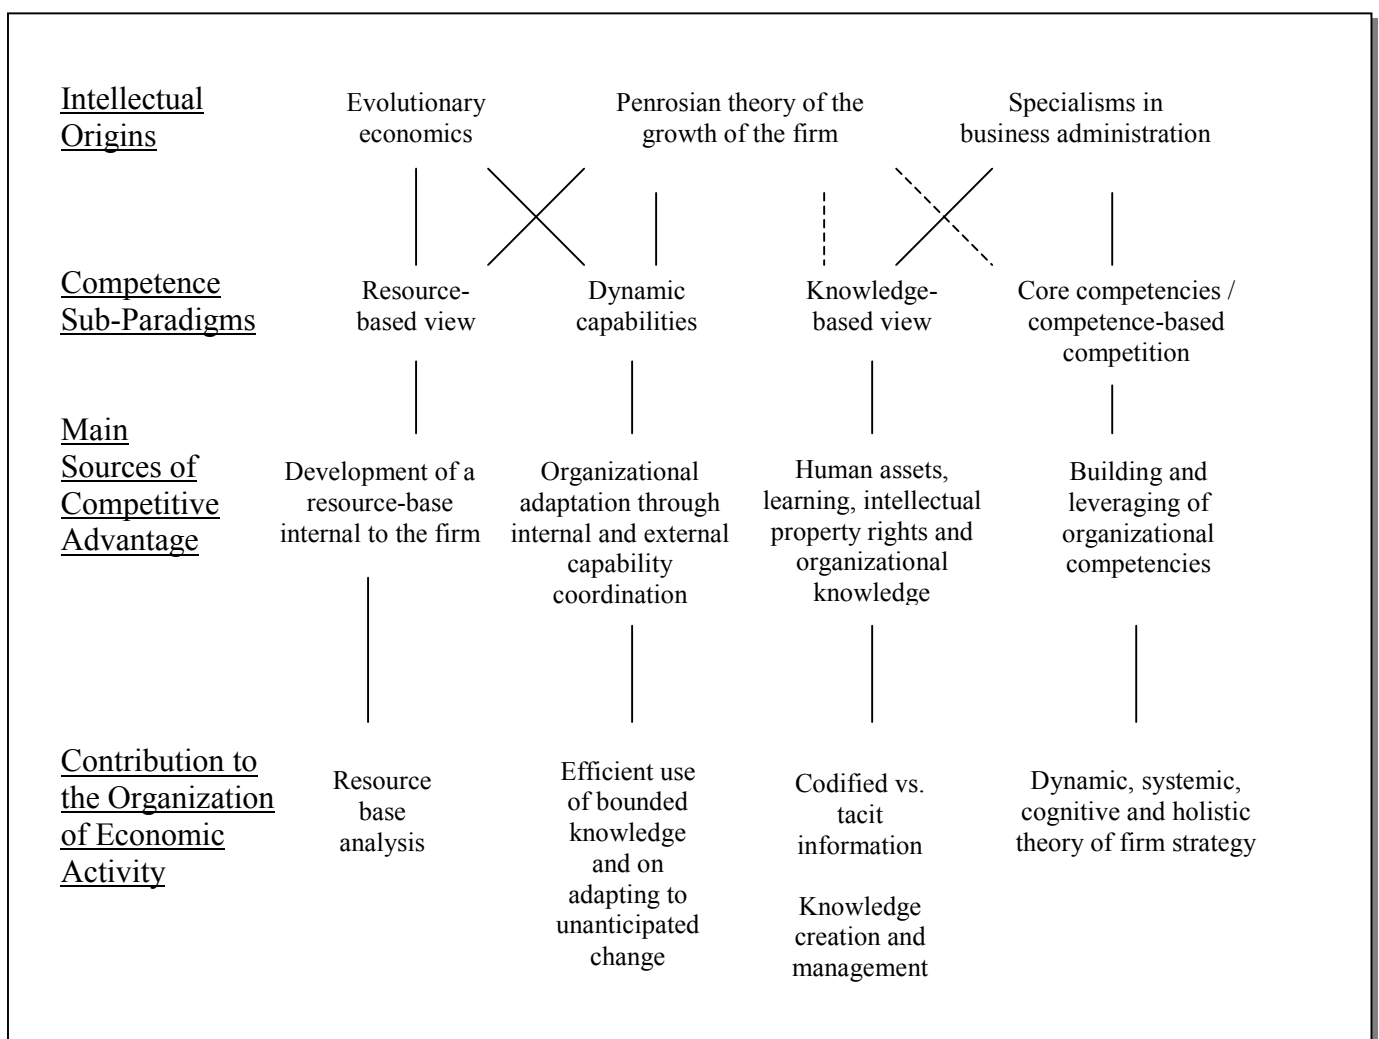 Intellectual
Origins
Evolutionary
economics
Penrosian theory of the
growth of the firm
Specialisms in
business administration
Competence
Sub-Paradigms
Resource-
based view
Dynamic
capabilities
Knowledge-
based view
Core competencies /
competence-based
competition
Main
Sources of
Competitive
Advantage
Development of a
resource-base
internal to the firm
Organizational
adaptation through
internal and external
capability
coordination
Human assets,
learning, intellectual
property rights and
organizational
knowledge
Building and
leveraging of
organizational
competencies
Contribution to
the Organization
of Economic
Activity
Resource
base
analysis
Efficient use
of bounded
knowledge
and on
adapting to
unanticipated
change
Codified vs.
tacit
information
Knowledge
creation and
management
Dynamic, systemic,
cognitive and holistic
theory of firm strategy